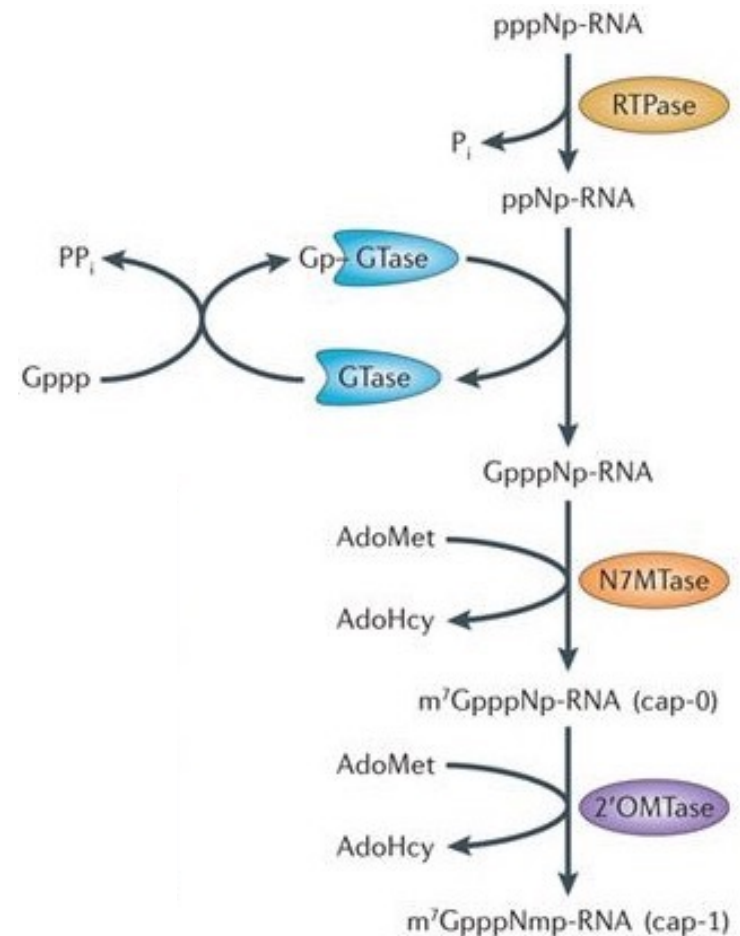 pppNp-RNA
RTPase
Pi
ppNp-RNA
PPi
Gp- GTase
Gppp
GTase
GpppNp-RNA
AdoMet
N7MTase
AdoHcy
m⁷GpppNp-RNA (cap-0)
AdoMet
2′OMTase
AdoHcy
m⁷GpppNmp-RNA (cap-1)